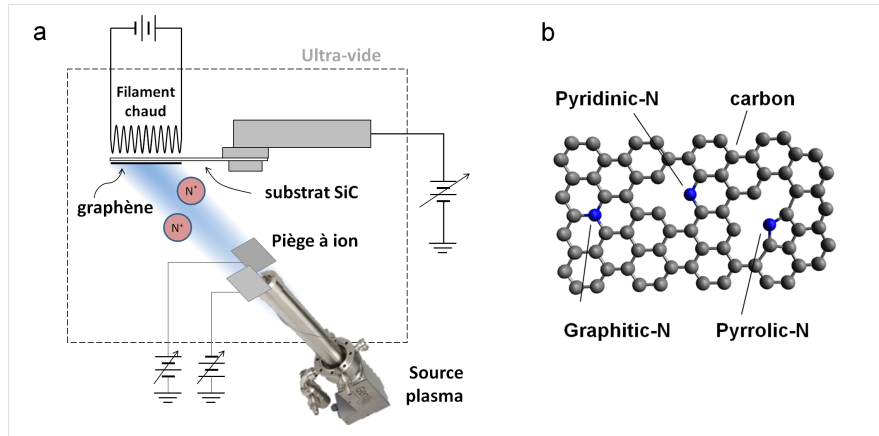 a
Ultra-vide
Filament
chaud
N+
N+
graphène
substrat SiC
Piège à ion
Source
plasma
b
Pyridinic-N
carbon
Graphitic-N
Pyrrolic-N